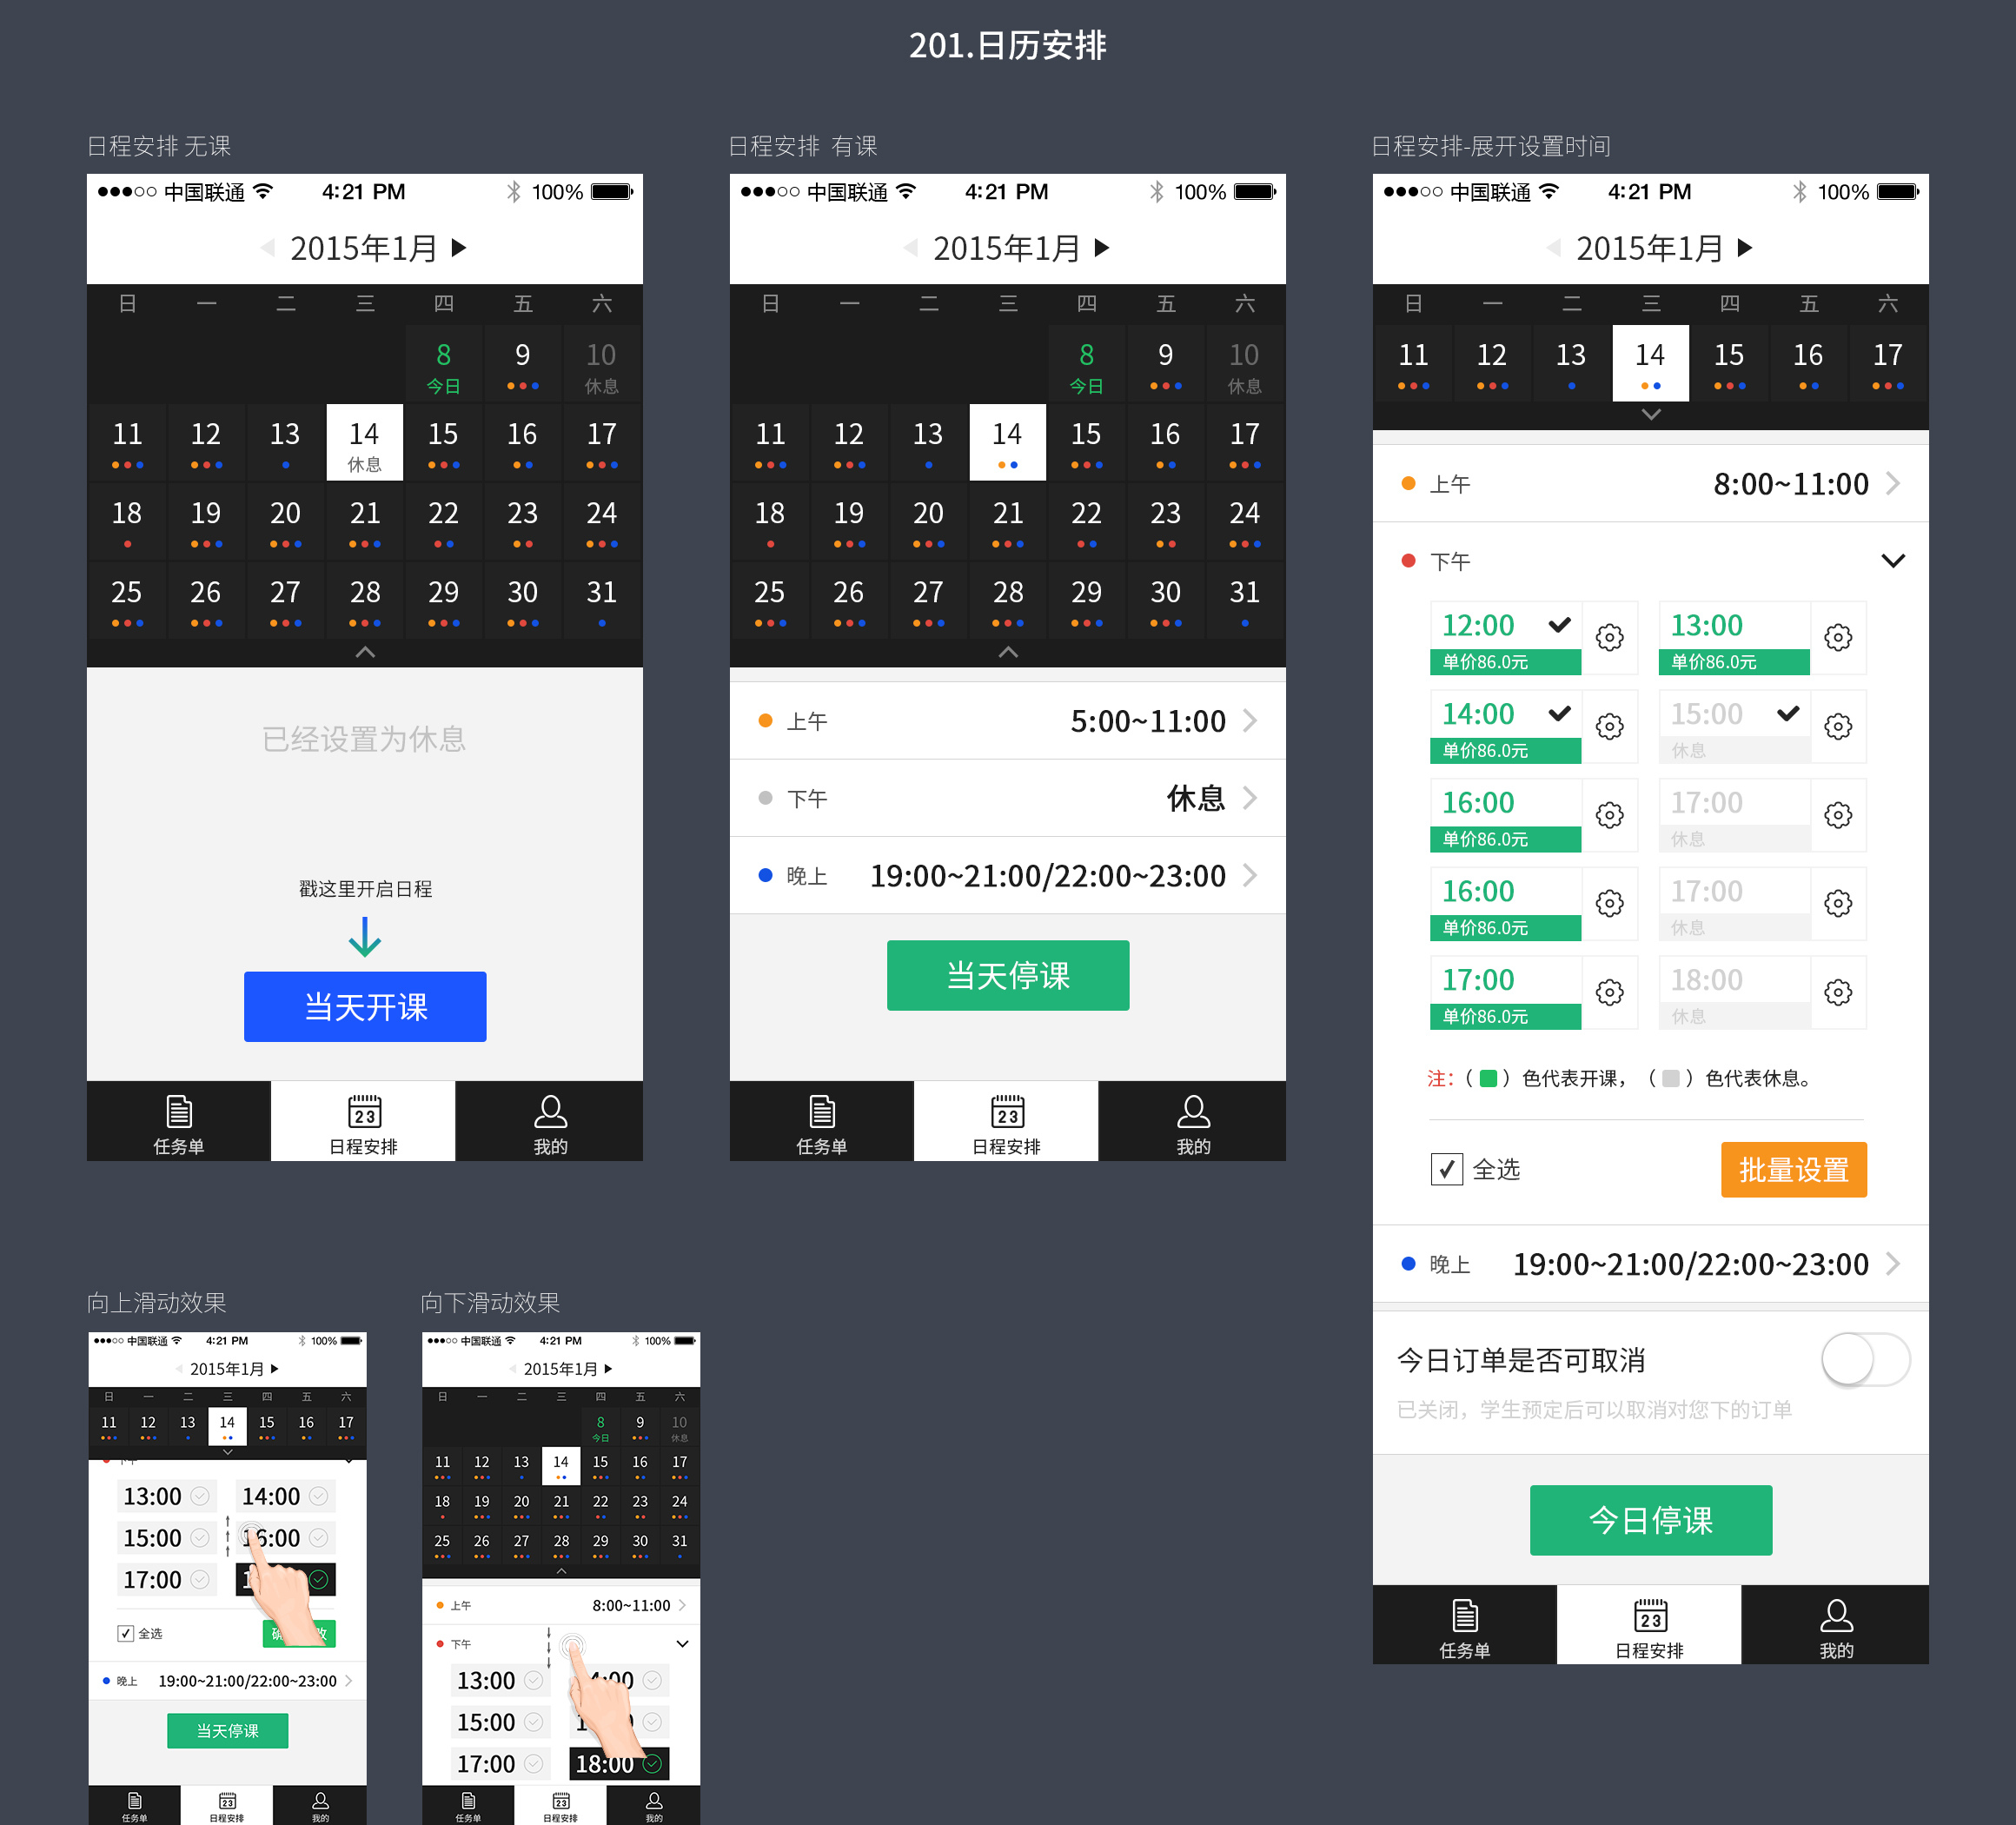 201.日历安排
日程安排 无课
中国联通 4:21 PM 100%
2015年1月
日 一 二 三 四 五 六
8 9 10
今日 休息
11 12 13 14 15 16 17
休息
18 19 20 21 22 23 24
25 26 27 28 29 30 31
已经设置为休息
戳这里开启日程
当天开课
23
任务单 日程安排 我的
日程安排 有课
中国联通 4:21 PM 100%
2015年1月
日 一 二 三 四 五 六
8 9 10
今日 休息
11 12 13 14 15 16 17
18 19 20 21 22 23 24
25 26 27 28 29 30 31
上午 5:00~11:00
下午 休息
晚上 19:00~21:00/22:00~23:00
当天停课
23
任务单 日程安排 我的
日程安排-展开设置时间
中国联通 4:21 PM 100%
2015年1月
日 一 二 三 四 五 六
11 12 13 14 15 16 17
上午 8:00~11:00
下午
12:00 13:00
单价86.0元 单价86.0元
14:00 15:00
单价86.0元 休息
16:00 17:00
单价86.0元 休息
16:00 17:00
单价86.0元 休息
17:00 18:00
单价86.0元 休息
注：（ ）色代表开课，（ ）色代表休息。
全选 批量设置
晚上 19:00~21:00/22:00~23:00
今日订单是否可取消
已关闭，学生预定后可以取消对您下的订单
今日停课
23
任务单 日程安排 我的
向上滑动效果
中国联通 4:21 PM 100%
2015年1月
日 一 二 三 四 五 六
11 12 13 14 15 16 17
13:00 14:00
15:00 16:00
17:00
全选
晚上 19:00~21:00/22:00~23:00
当天停课
23
任务单 日程安排 我的
向下滑动效果
中国联通 4:21 PM 100%
2015年1月
日 一 二 三 四 五 六
8 9 10
今日 休息
11 12 13 14 15 16 17
18 19 20 21 22 23 24
25 26 27 28 29 30 31
上午 8:00~11:00
下午
13:00
15:00
17:00 18:00
23
任务单 日程安排 我的